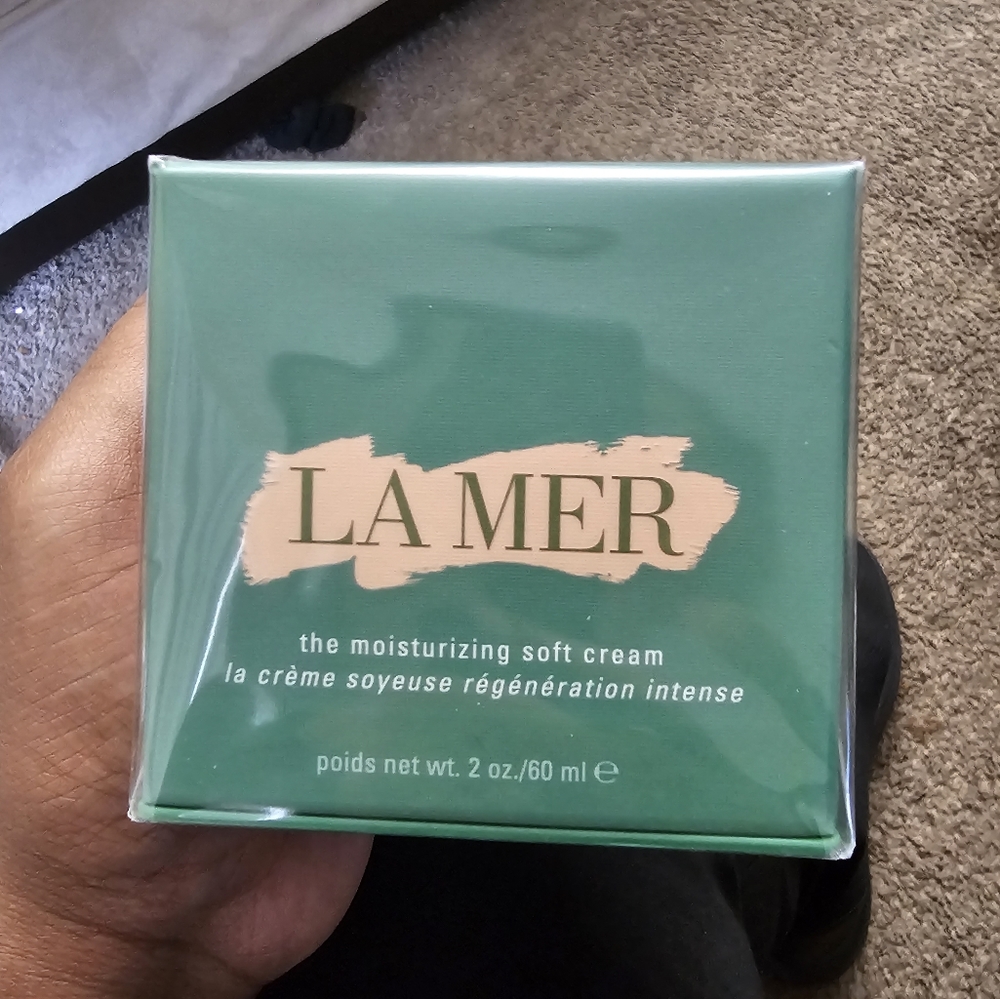 LA MER
the moisturizing soft cream
la crème soyeuse régénération intense
poids net wt. 2 oz./60 ml ℮